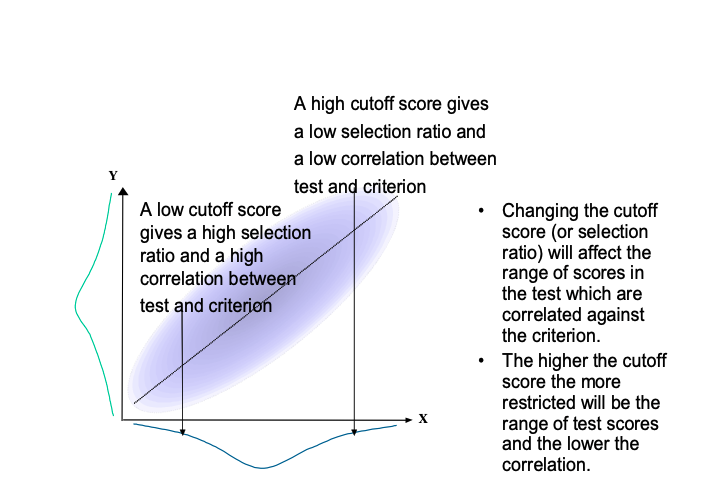 A high cutoff score gives
a low selection ratio and
a low correlation between
test and criterion
Y
A low cutoff score
gives a high selection
ratio and a high
correlation between
test and criterion
X
• Changing the cutoff
score (or selection
ratio) will affect the
range of scores in
the test which are
correlated against
the criterion.
• The higher the cutoff
score the more
restricted will be the
range of test scores
and the lower the
correlation.